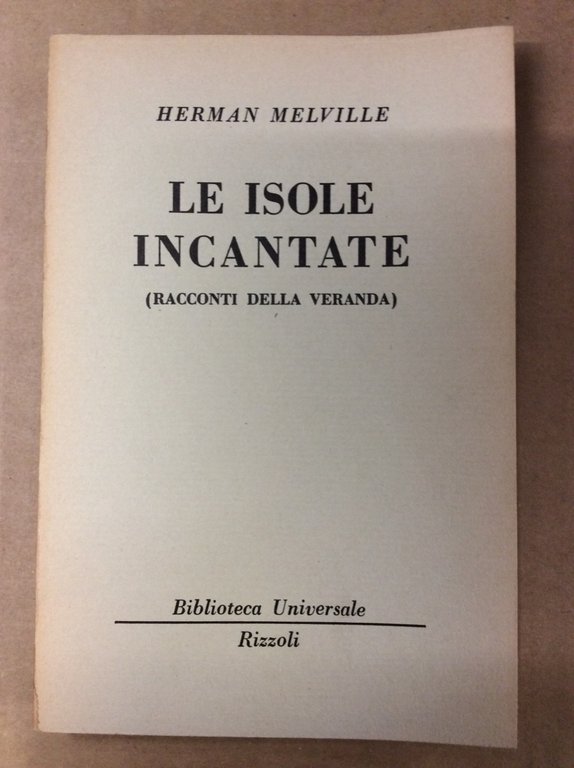 HERMAN MELVILLE
LE ISOLE
INCANTATE
(RACCONTI DELLA VERANDA)
Biblioteca Universale
Rizzoli